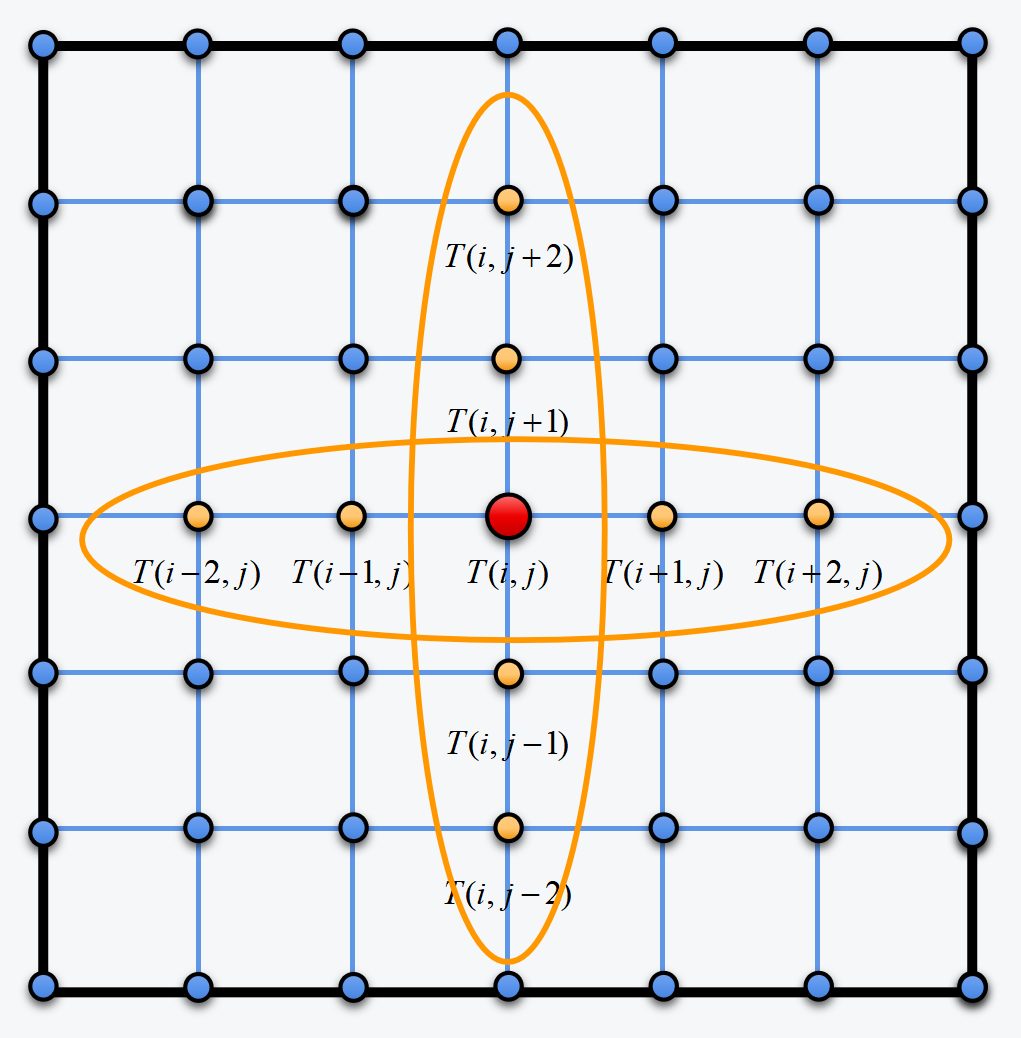 T(i, j+2)
T(i, j+1)
T(i−2, j) T(i−1, j) T(i, j) T(i+1, j) T(i+2, j)
T(i, j−1)
T(i, j−2)